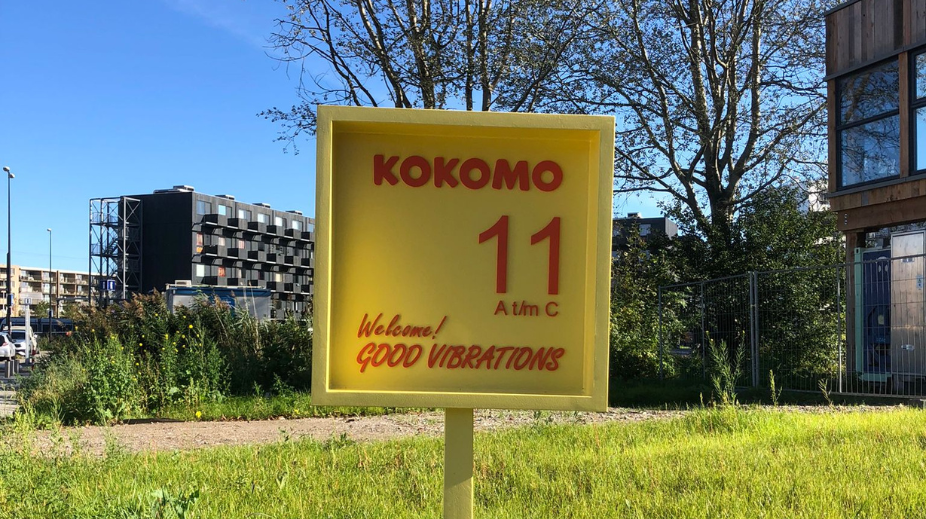 KOKOMO
11
A t/m C
Welcome!
GOOD VIBRATIONS